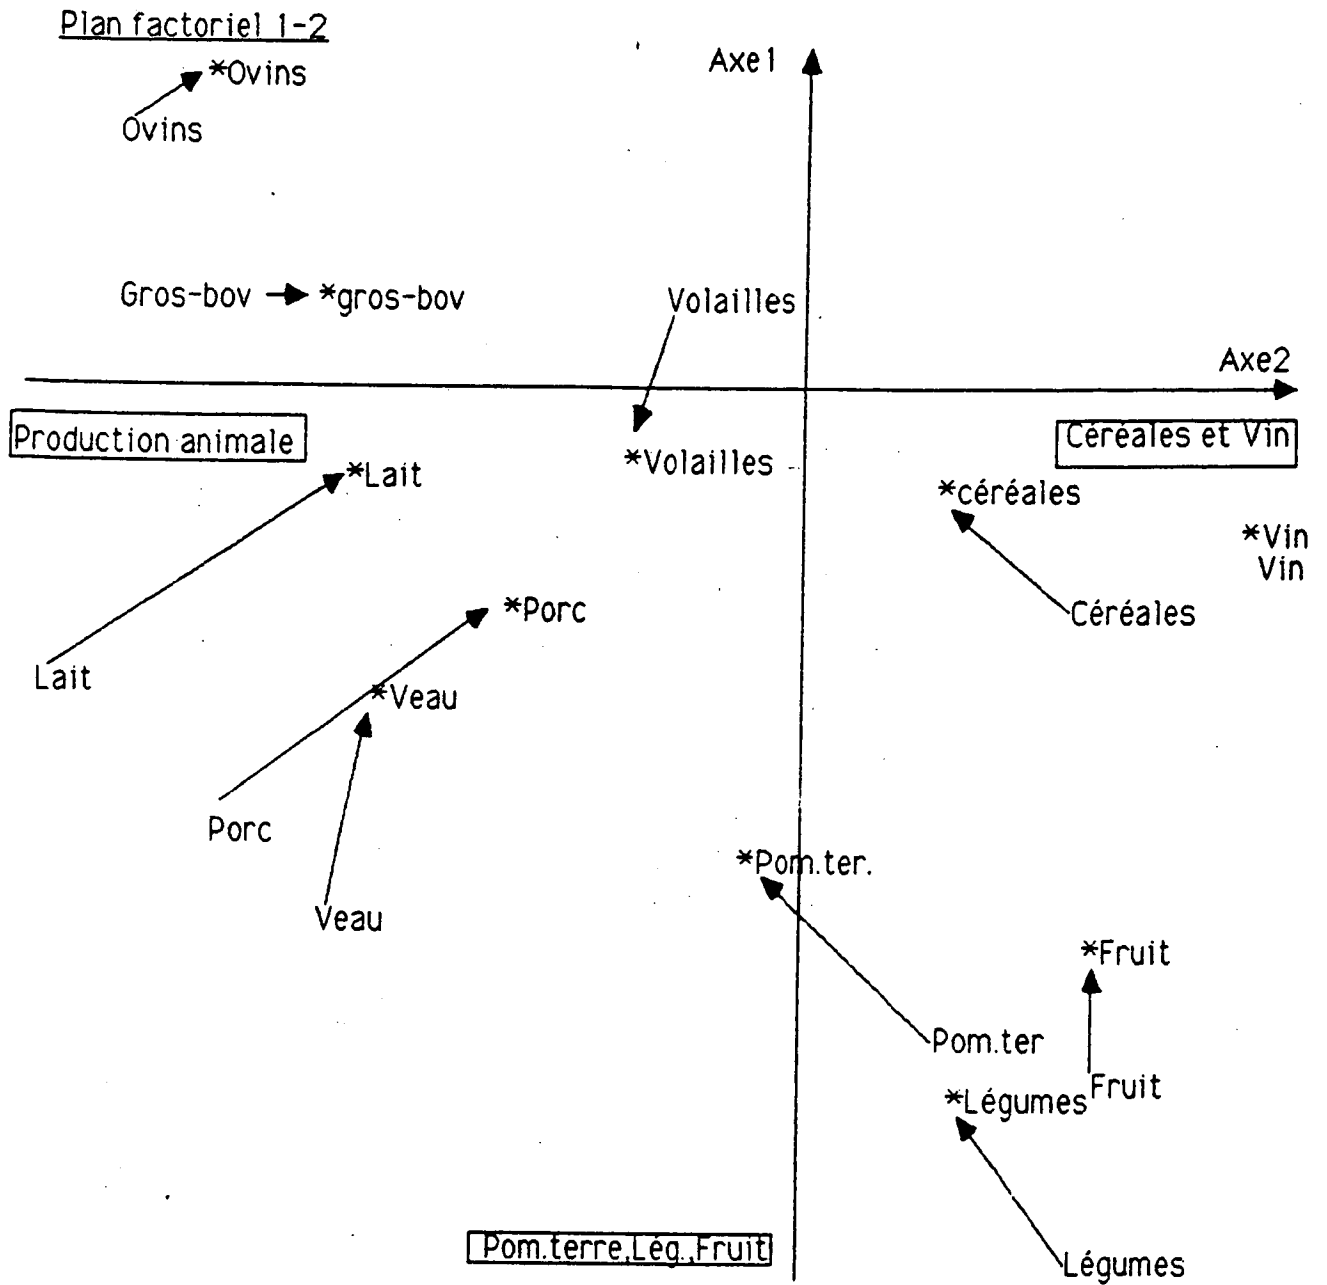 Plan factoriel 1-2
Axe1
*Ovins
Ovins
Gros-bov
*gros-bov
Volailles
Axe2
Production animale
Céréales et Vin
*Volailles
*Lait
*céréales
*Vin
Vin
*Porc
Céréales
Lait
*Veau
Porc
*Pom.ter.
Veau
*Fruit
Pom.ter
Fruit
*Légumes
Pom.terre,Lég.,Fruit
Légumes